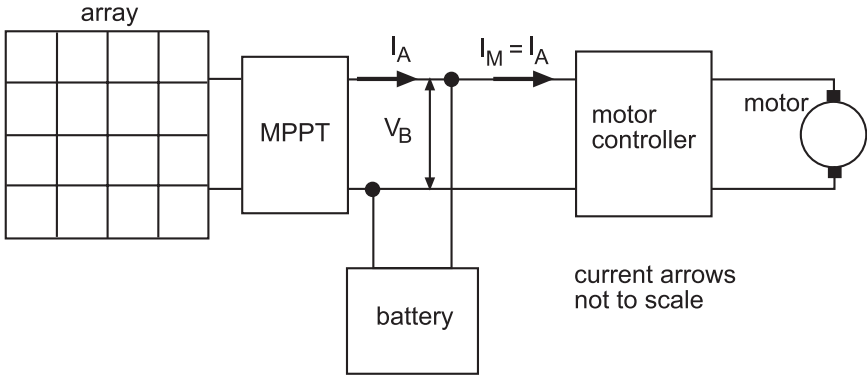 array
I_A
I_M = I_A
MPPT
V_B
motor
controller
motor
battery
current arrows
not to scale